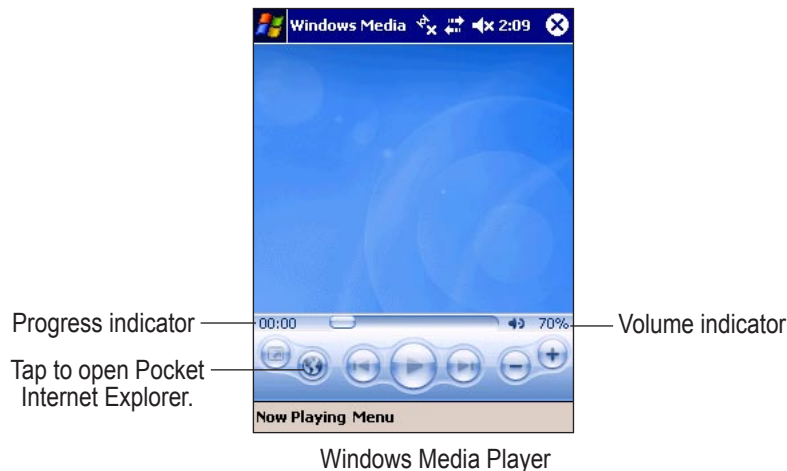 Windows Media 2:09
00:00 70%
Progress indicator
Volume indicator
Tap to open Pocket
Internet Explorer.
Now Playing Menu
Windows Media Player